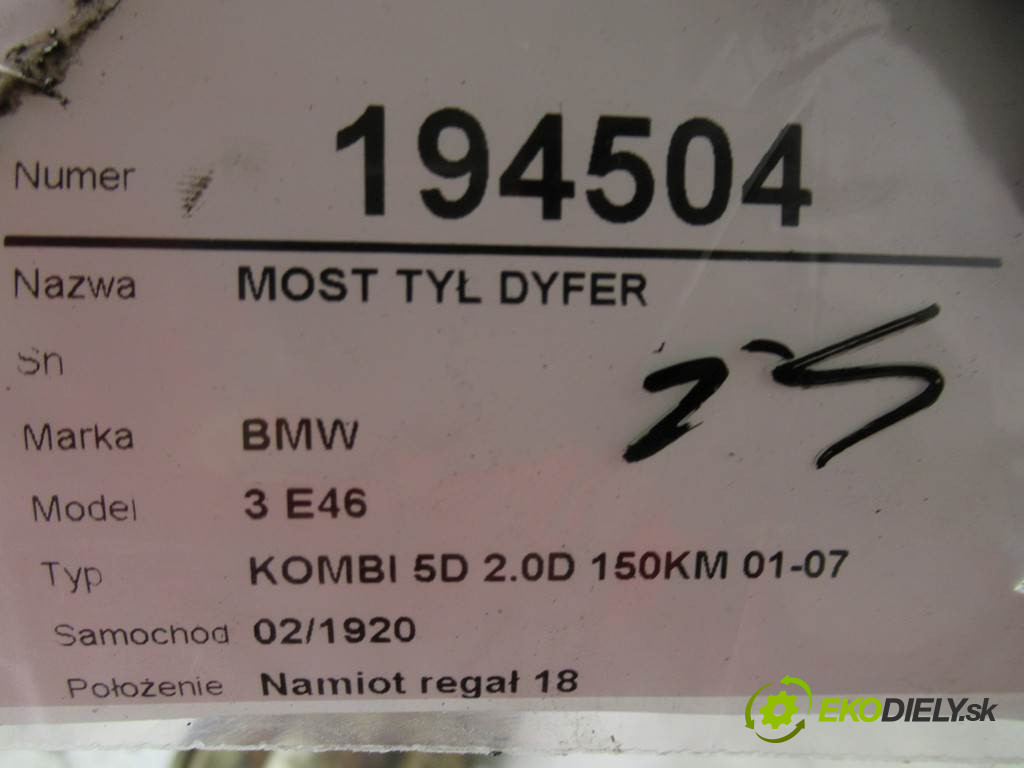 Numer 194504
Nazwa MOST TYŁ DYFER
Sn
25
Marka BMW
Model 3 E46
Typ KOMBI 5D 2.0D 150KM 01-07
Samochod 02/1920
Położenie Namiot regał 18
EKODIELY.sk